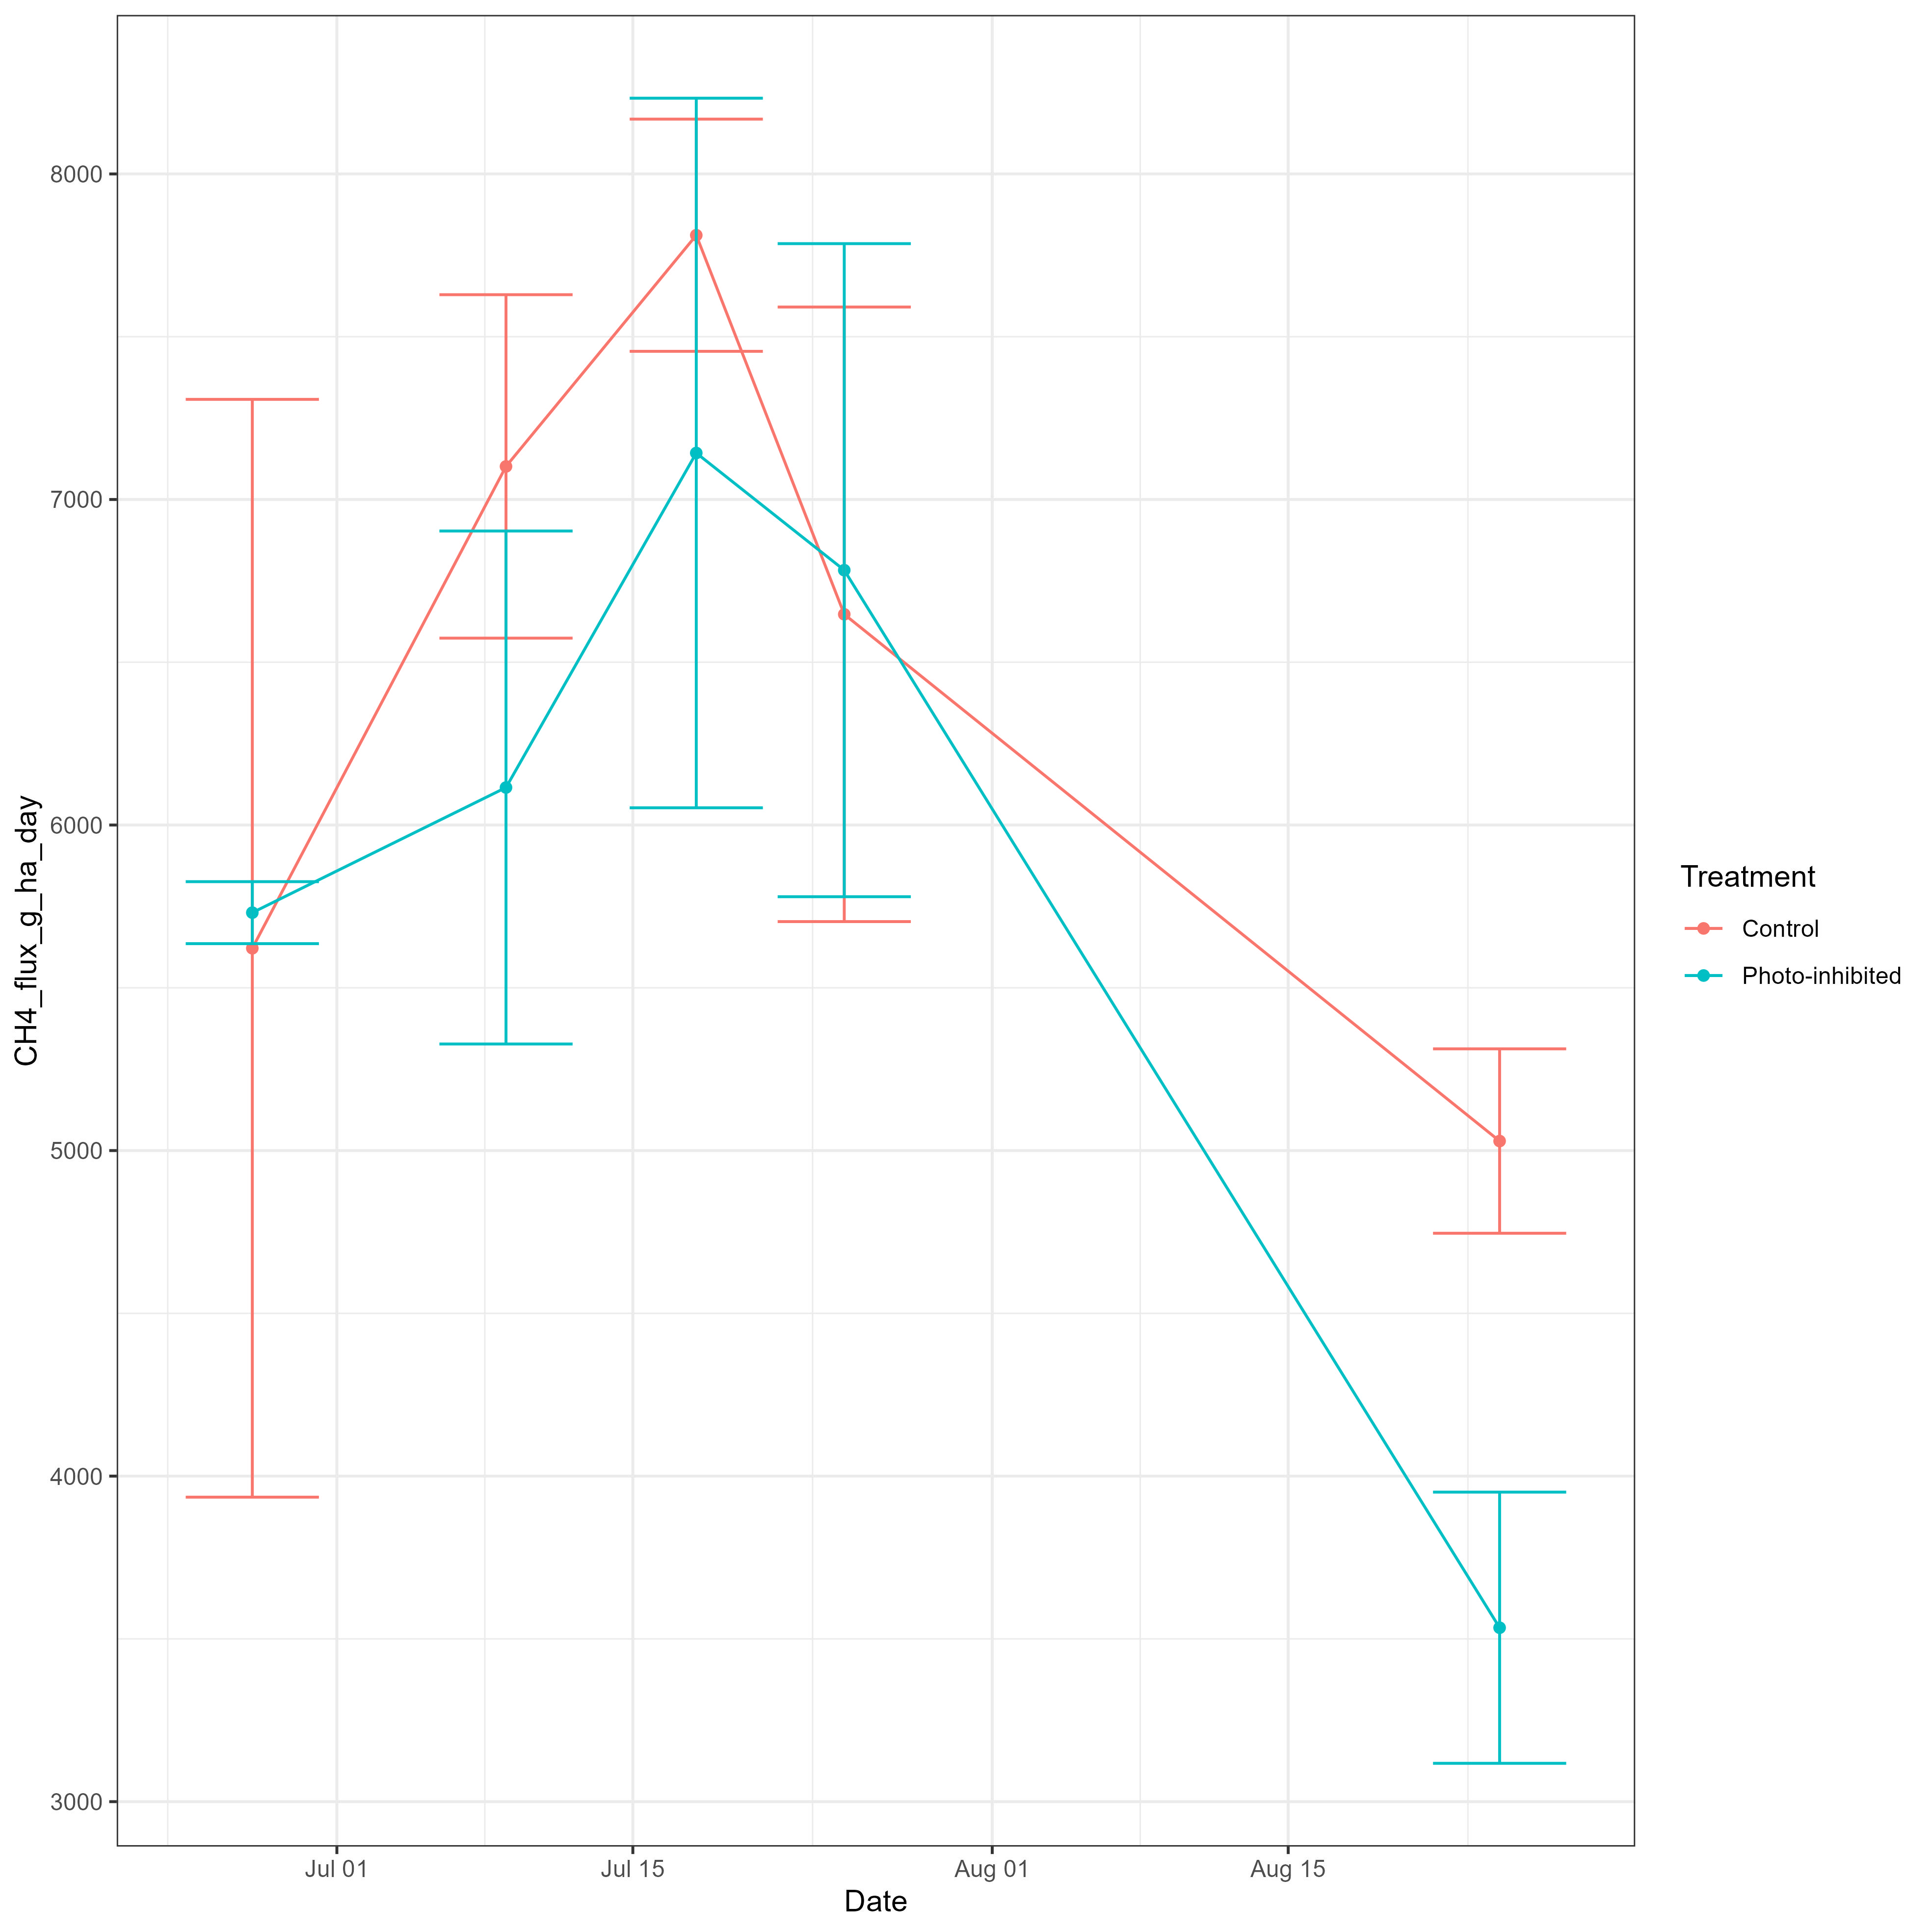 8000
7000
6000
5000
4000
3000
CH4_flux_g_ha_day
Jul 01
Jul 15
Aug 01
Aug 15
Date
Treatment
Control
Photo-inhibited